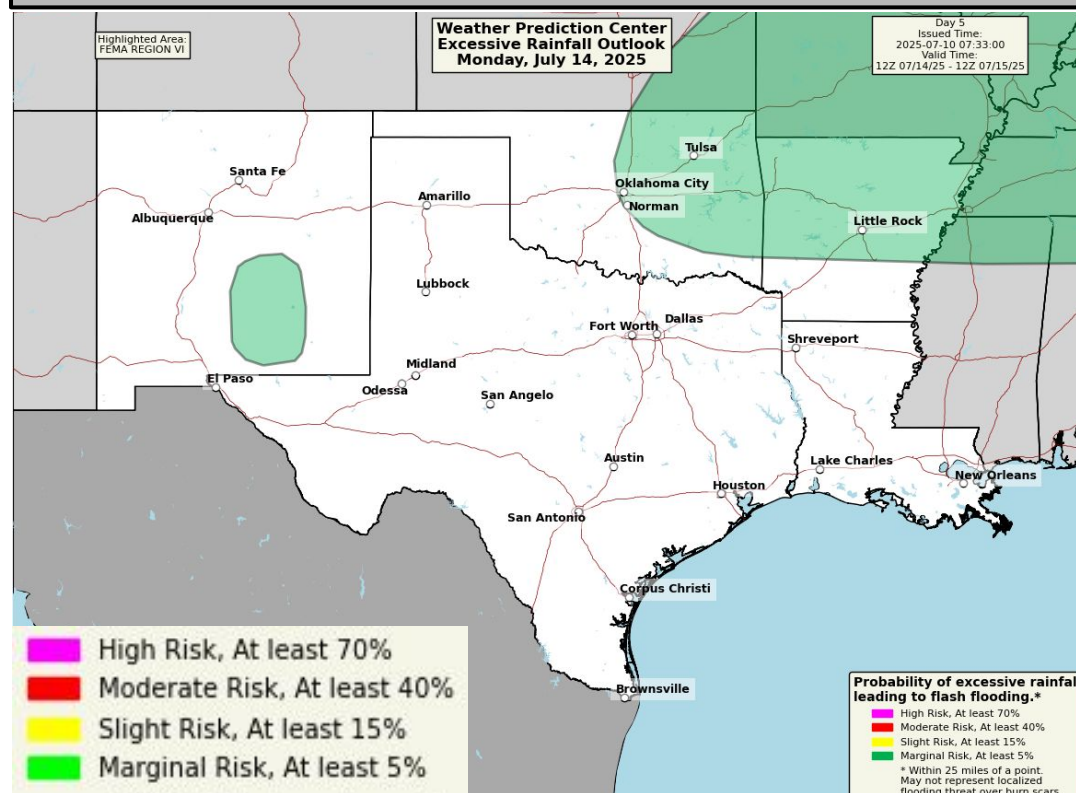 Highlighted Area:
FEMA REGION VI
Weather Prediction Center
Excessive Rainfall Outlook
Monday, July 14, 2025
Day 5
Issued Time:
2025-07-10 07:33:00
Valid Time:
12Z 07/14/25 - 12Z 07/15/25
Tulsa
Santa Fe
Oklahoma City
Amarillo
Norman
Albuquerque
Little Rock
Lubbock
Dallas
Fort Worth
Shreveport
Midland
El Paso
Odessa
San Angelo
Austin
Lake Charles
New Orleans
Houston
San Antonio
Corpus Christi
Brownsville
High Risk, At least 70%
Moderate Risk, At least 40%
Slight Risk, At least 15%
Marginal Risk, At least 5%
Probability of excessive rainfall
leading to flash flooding.*
High Risk, At least 70%
Moderate Risk, At least 40%
Slight Risk, At least 15%
Marginal Risk, At least 5%
* Within 25 miles of a point.
May not represent localized
flooding threat over burn scars